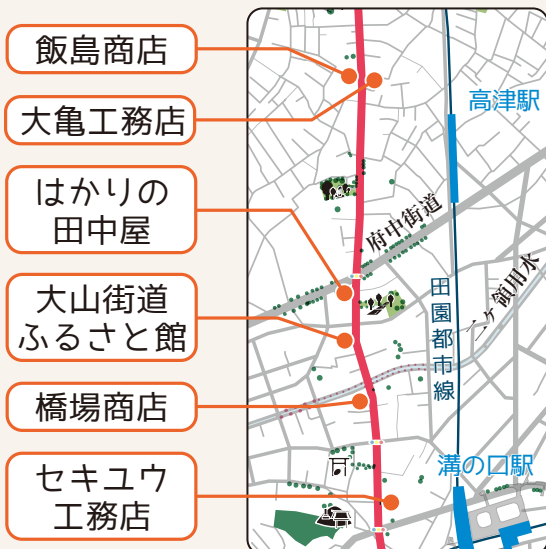 飯島商店
大亀工務店
はかりの
田中屋
大山街道
ふるさと館
橋場商店
セキユウ
工務店
高津駅
府中街道
田園都市線
二ヶ領用水
溝の口駅